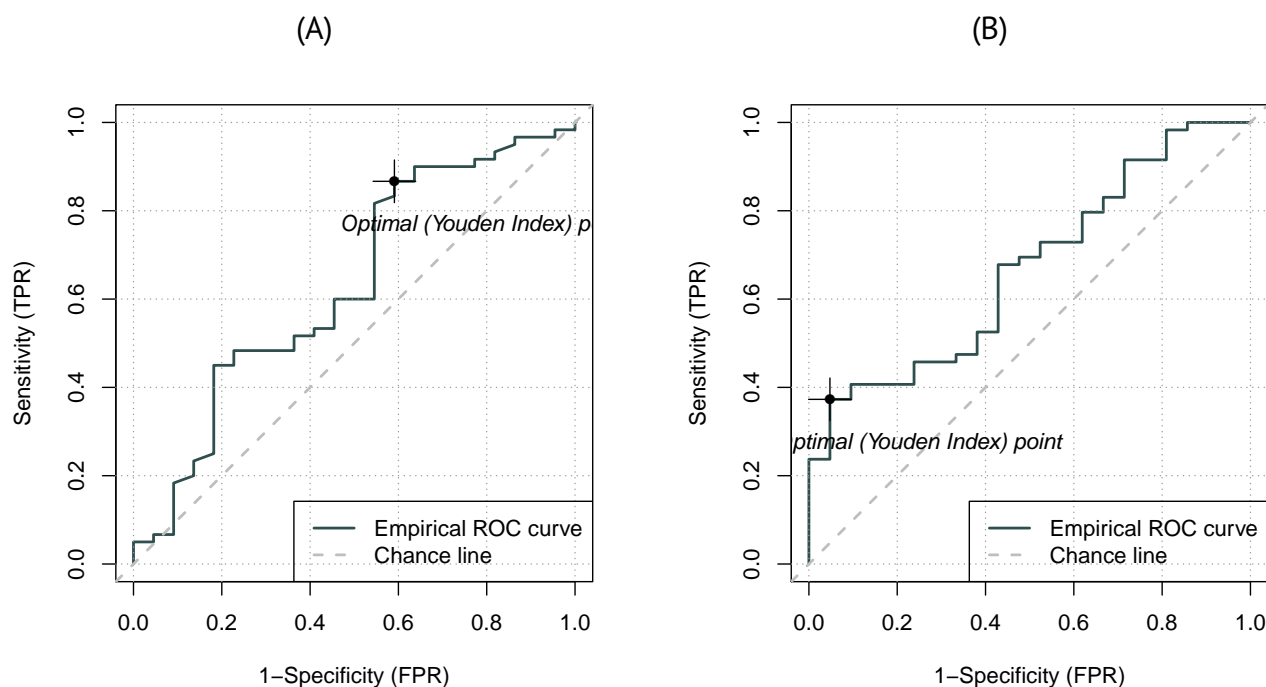 (A)
Sensitivity (TPR)
0.0 0.2 0.4 0.6 0.8 1.0
Optimal (Youden Index) p
Empirical ROC curve
Chance line
0.0 0.2 0.4 0.6 0.8 1.0
1−Specificity (FPR)
(B)
Sensitivity (TPR)
0.0 0.2 0.4 0.6 0.8 1.0
ptimal (Youden Index) point
Empirical ROC curve
Chance line
0.0 0.2 0.4 0.6 0.8 1.0
1−Specificity (FPR)